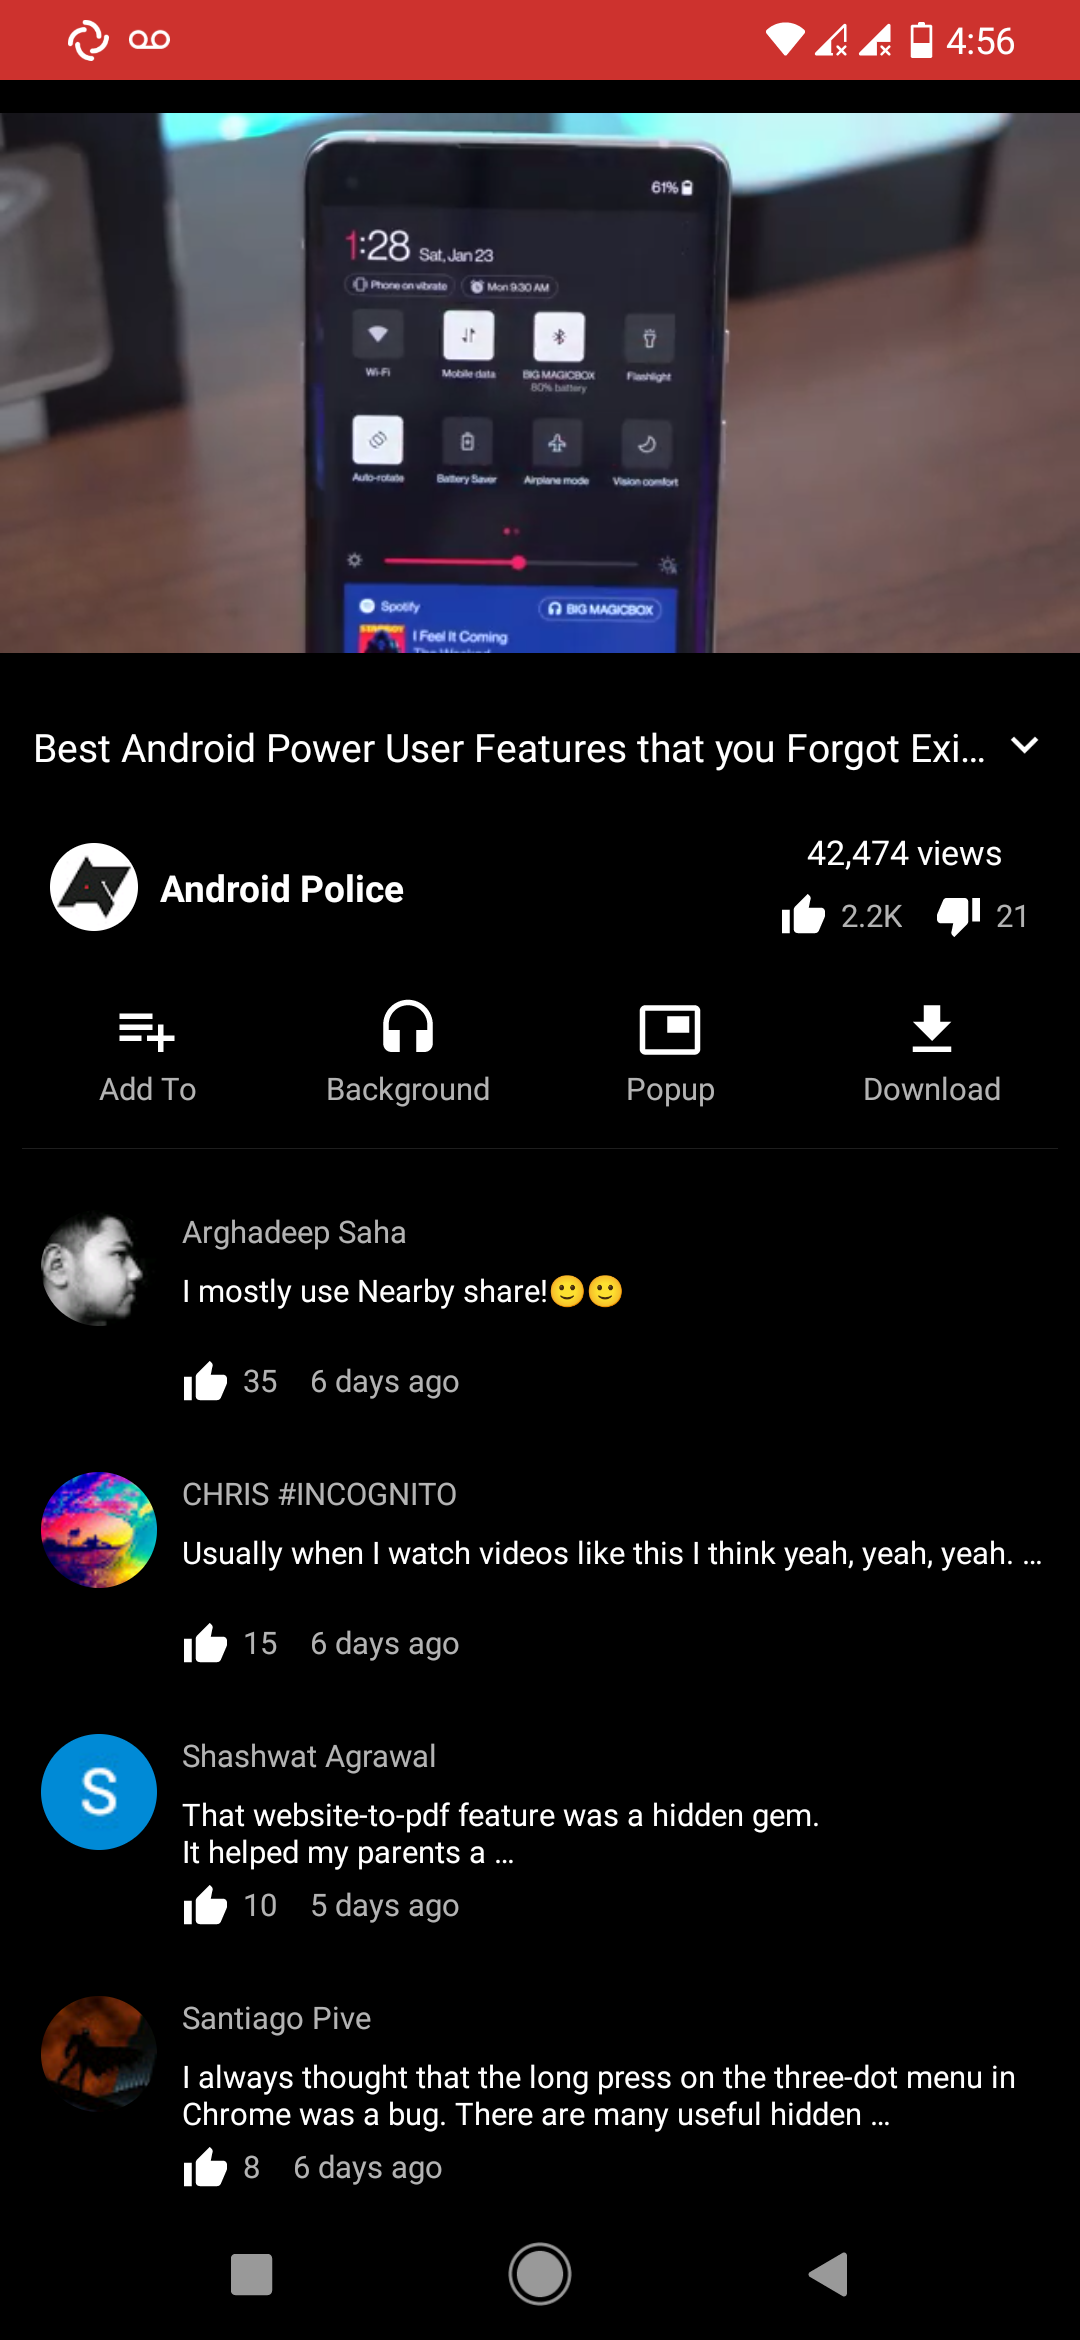 4:56
61%
1:28 Sat, Jan 23
Phone on vibrate Mon 9:30 AM
Wi-Fi Mobile data BIG MAGICBOX Flashlight
80% battery
Auto-rotate Battery Saver Airplane mode Vision comfort
Spotify BIG MAGICBOX
STARBOY
I Feel It Coming
The Weeknd
Best Android Power User Features that you Forgot Exi...
Android Police
42,474 views
2.2K 21
Add To Background Popup Download
Arghadeep Saha
I mostly use Nearby share!🙂🙂
35 6 days ago
CHRIS #INCOGNITO
Usually when I watch videos like this I think yeah, yeah, yeah. ...
15 6 days ago
S
Shashwat Agrawal
That website-to-pdf feature was a hidden gem.
It helped my parents a ...
10 5 days ago
Santiago Pive
I always thought that the long press on the three-dot menu in
Chrome was a bug. There are many useful hidden ...
8 6 days ago